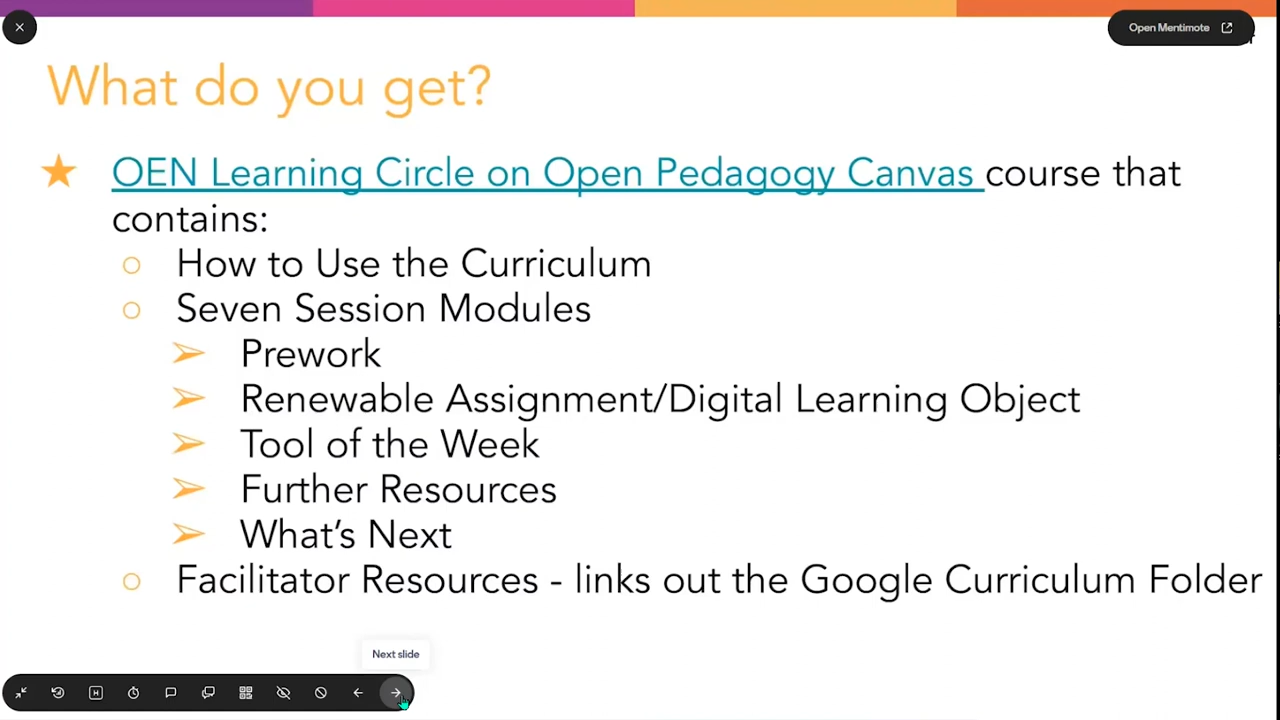 Open Mentimote
What do you get?
OEN Learning Circle on Open Pedagogy Canvas course that
contains:
How to Use the Curriculum
Seven Session Modules
Prework
Renewable Assignment/Digital Learning Object
Tool of the Week
Further Resources
What's Next
Facilitator Resources - links out the Google Curriculum Folder
Next slide